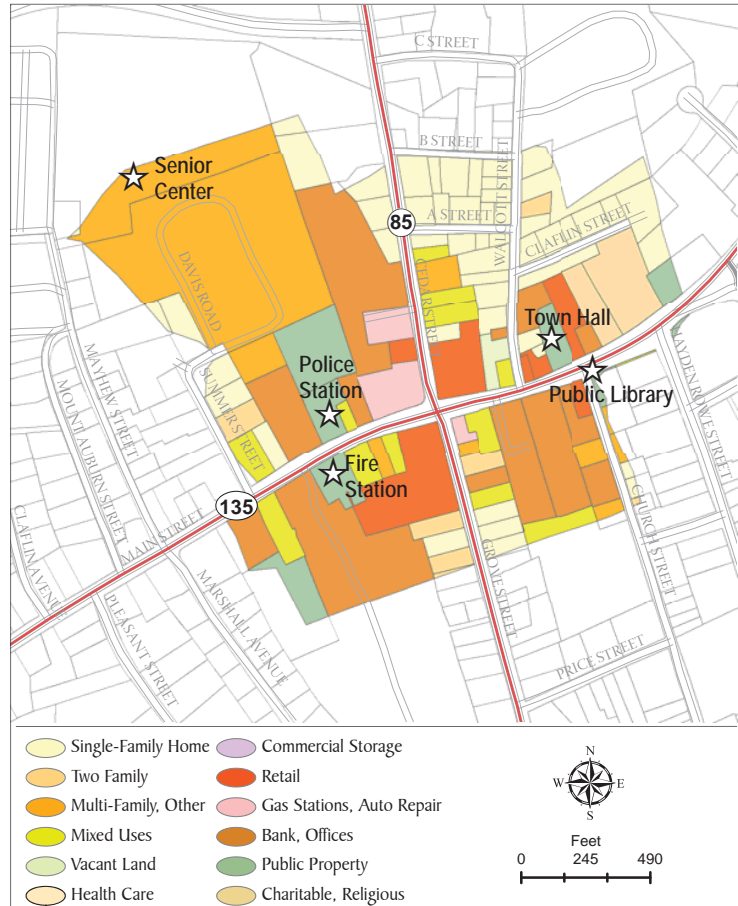 C STREET
B STREET
Senior
Center
WALCOTT STREET
A STREET
85
CLAFLIN STREET
CEDAR STREET
DAVIS ROAD
Town Hall
MAYHEW STREET
Police
Station
HAYDEN ROWE STREET
Public Library
SUMMER STREET
MOUNT AUBURN STREET
Fire
Station
135
CHURCH STREET
MAIN STREET
CLAFLIN AVENUE
GROVE STREET
MARSHALL AVENUE
PLEASANT STREET
PRICE STREET
Single-Family Home
Two Family
Multi-Family, Other
Mixed Uses
Vacant Land
Health Care
Commercial Storage
Retail
Gas Stations, Auto Repair
Bank, Offices
Public Property
Charitable, Religious
N
W E
S
Feet
0 245 490